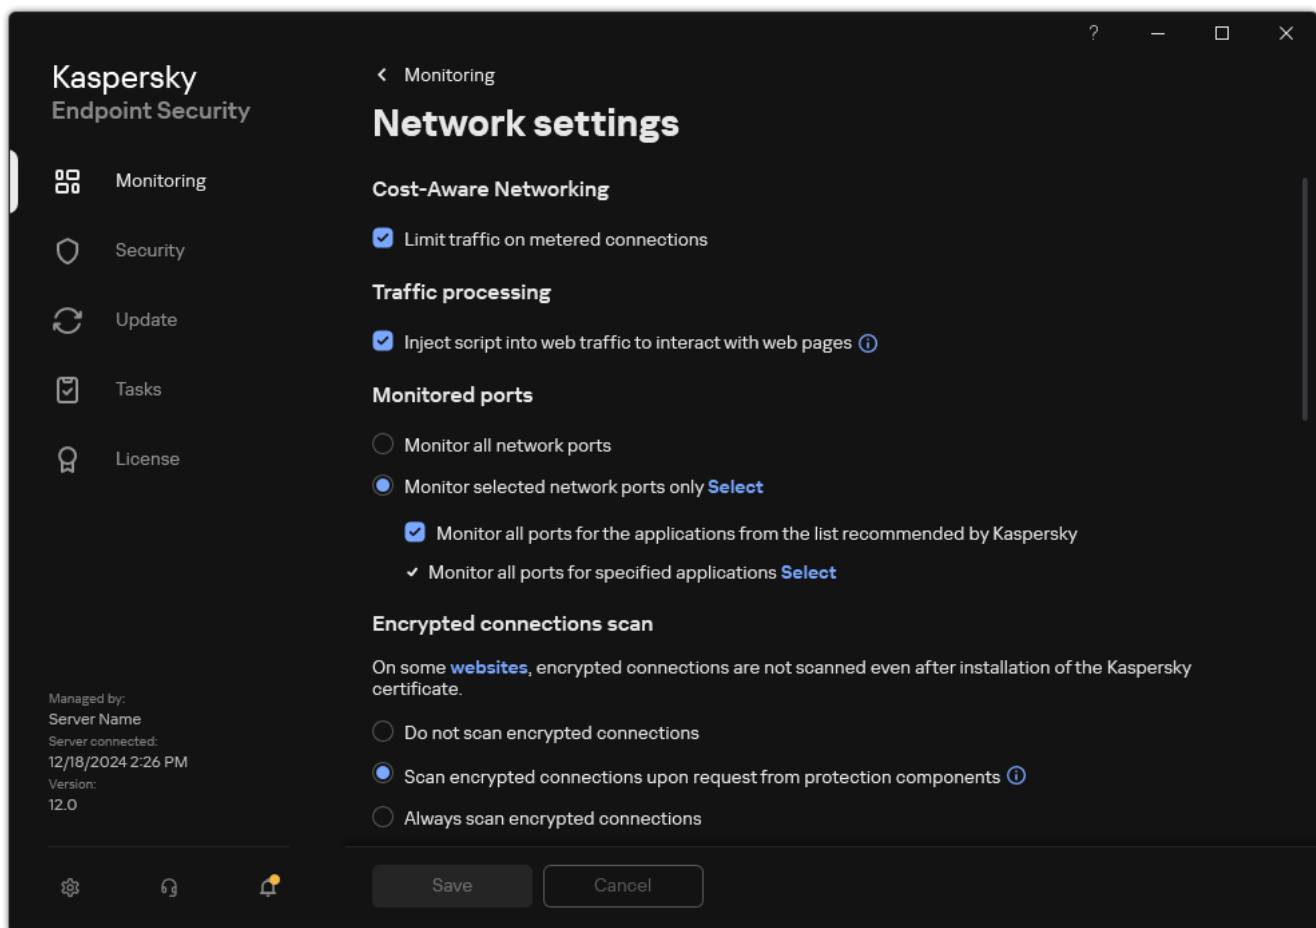 ?
Kaspersky
Endpoint Security
Monitoring
Security
Update
Tasks
License
Managed by:
Server Name
Server connected:
12/18/2024 2:26 PM
Version:
12.0
Monitoring
Network settings
Cost-Aware Networking
Limit traffic on metered connections
Traffic processing
Inject script into web traffic to interact with web pages
Monitored ports
Monitor all network ports
Monitor selected network ports only Select
Monitor all ports for the applications from the list recommended by Kaspersky
Monitor all ports for specified applications Select
Encrypted connections scan
On some websites, encrypted connections are not scanned even after installation of the Kaspersky
certificate.
Do not scan encrypted connections
Scan encrypted connections upon request from protection components
Always scan encrypted connections
Save
Cancel